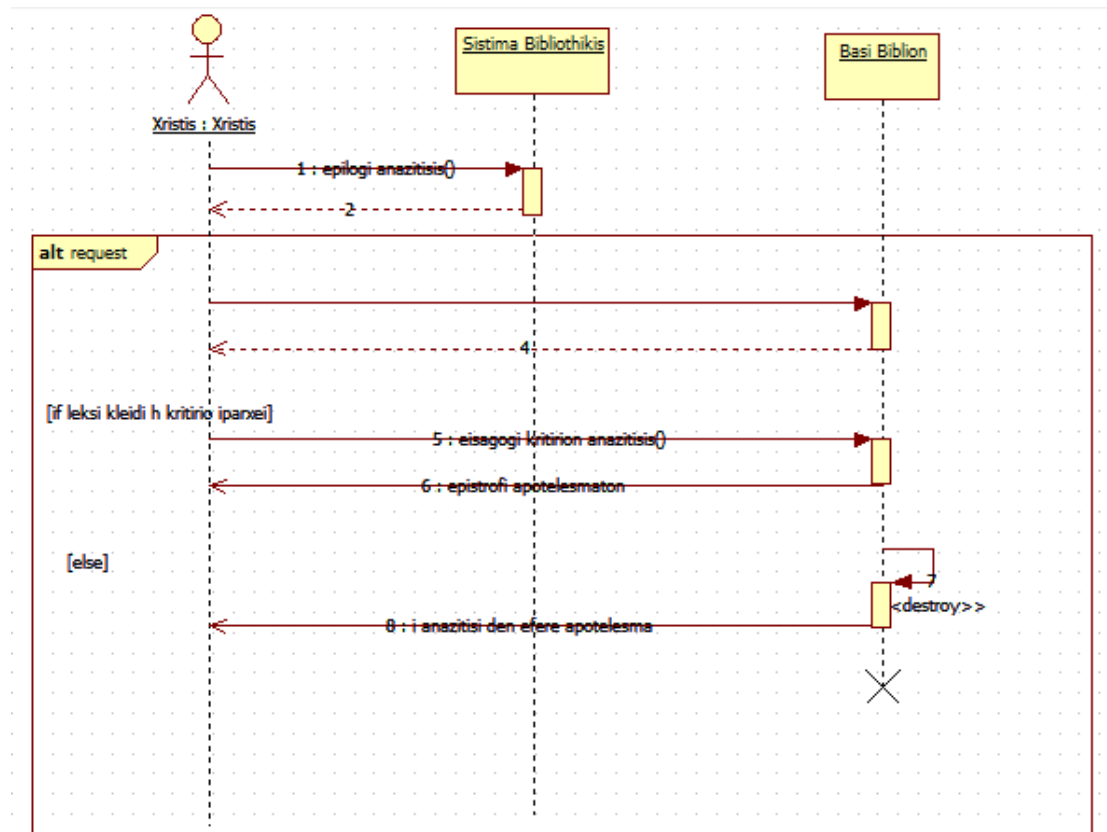 Sistima Bibliothikis
Basi Biblion
Xristis : Xristis
1 : epilogi anazitisis()
2
alt request
4
[if leksi kleidi h kritirio iparxei]
5 : eisagogi kritirion anazitisis()
6 : epistrofi apotelesmaton
[else]
7
<destroy>>
8 : i anazitisi den efere apotelesma